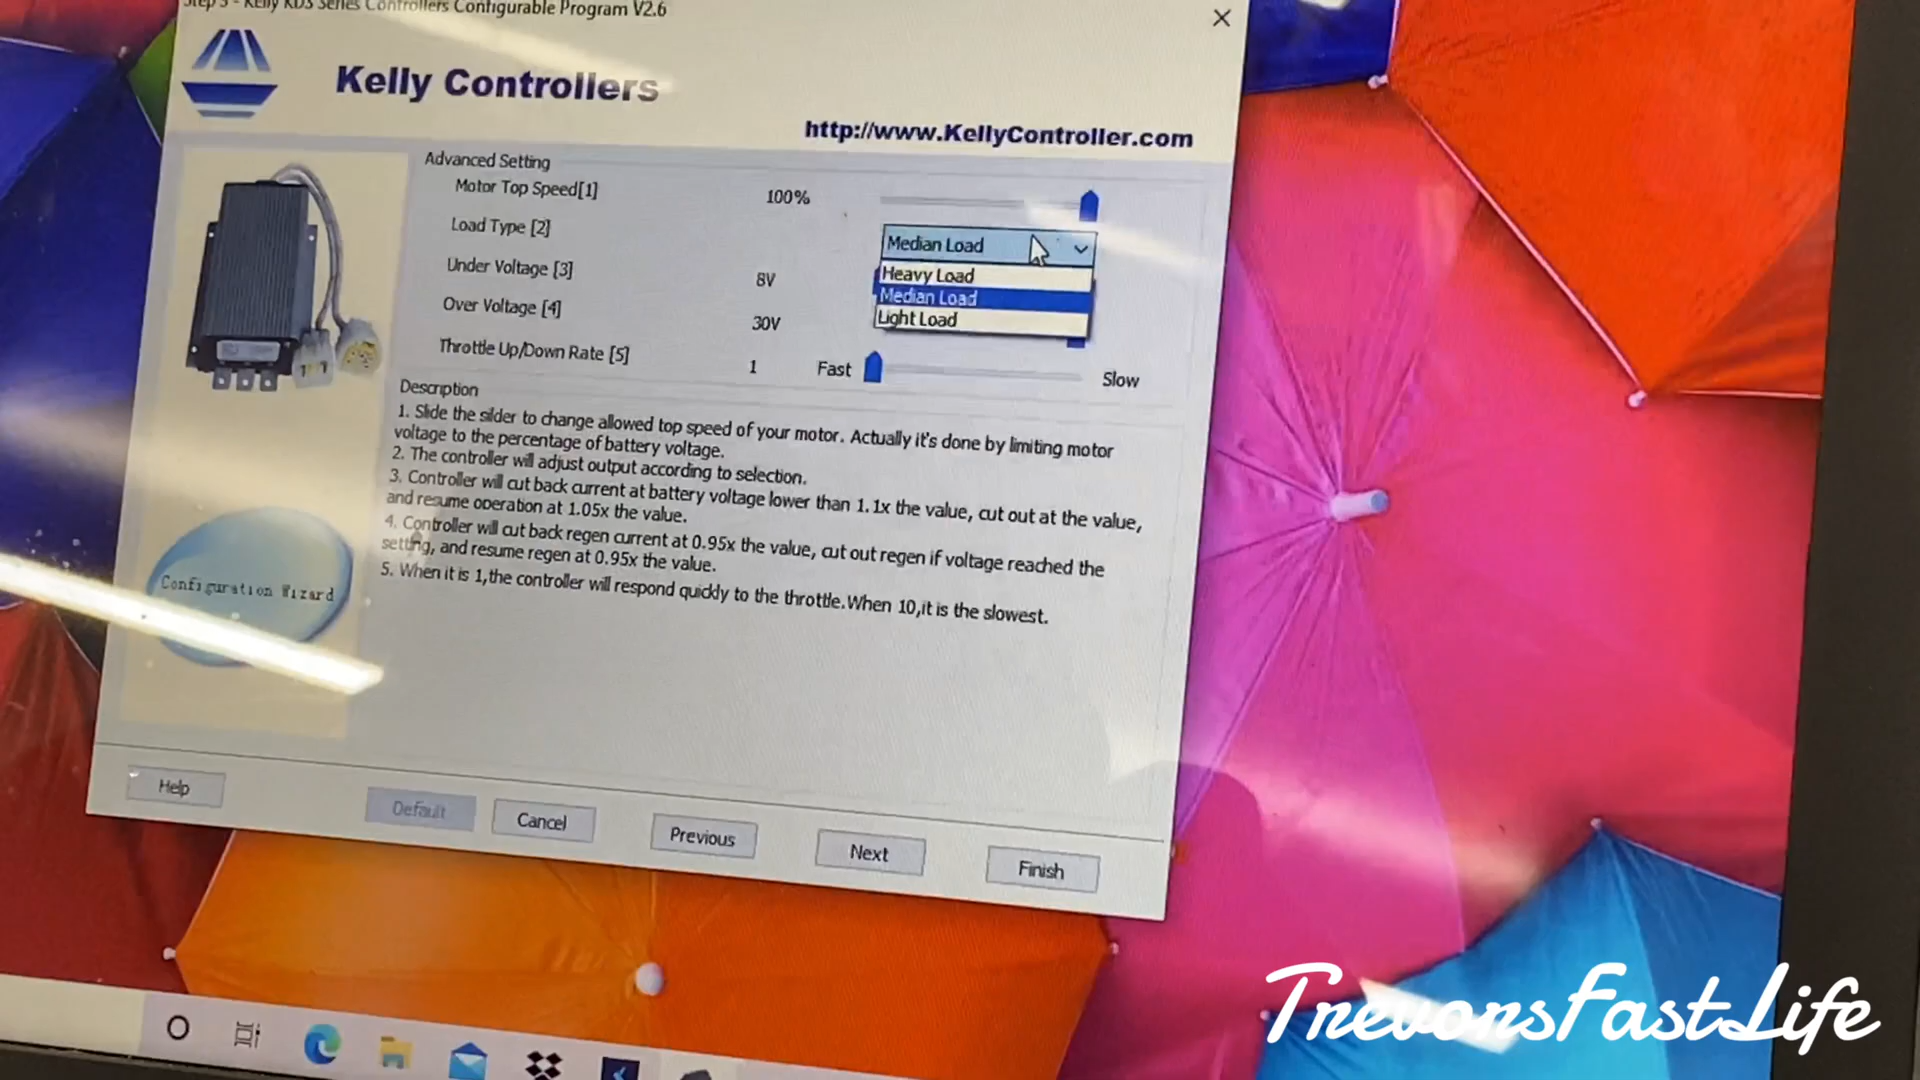 Step 3 - Kelly KDS Series Controllers Configurable Program V2.6
Kelly Controllers
http://www.KellyController.com
Advanced Setting
Motor Top Speed[1] 100%
Load Type [2] Median Load
Heavy Load
Median Load
Light Load
Under Voltage [3] 8V
Over Voltage [4] 30V
Throttle Up/Down Rate [5] 1 Fast Slow
Description
1. Slide the silder to change allowed top speed of your motor. Actually it's done by limiting motor
voltage to the percentage of battery voltage.
2. The controller will adjust output according to selection.
3. Controller will cut back current at battery voltage lower than 1.1x the value, cut out at the value,
and resume operation at 1.05x the value.
4. Controller will cut back regen current at 0.95x the value, cut out regen if voltage reached the
setting, and resume regen at 0.95x the value.
5. When it is 1,the controller will respond quickly to the throttle.When 10,it is the slowest.
Configuration Wizard
Help Default Cancel Previous Next Finish
TrevorsFastLife